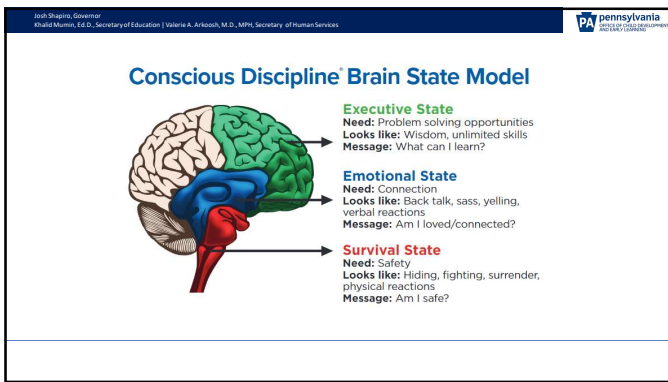 Josh Shapiro, Governor
Khalid Mumin, Ed.D., Secretary of Education | Valerie A. Arkoosh, M.D., MPH, Secretary of Human Services
PA pennsylvania
OFFICE OF CHILD DEVELOPMENT
AND EARLY LEARNING
Conscious Discipline® Brain State Model
Executive State
Need: Problem solving opportunities
Looks like: Wisdom, unlimited skills
Message: What can I learn?
Emotional State
Need: Connection
Looks like: Back talk, sass, yelling,
verbal reactions
Message: Am I loved/connected?
Survival State
Need: Safety
Looks like: Hiding, fighting, surrender,
physical reactions
Message: Am I safe?